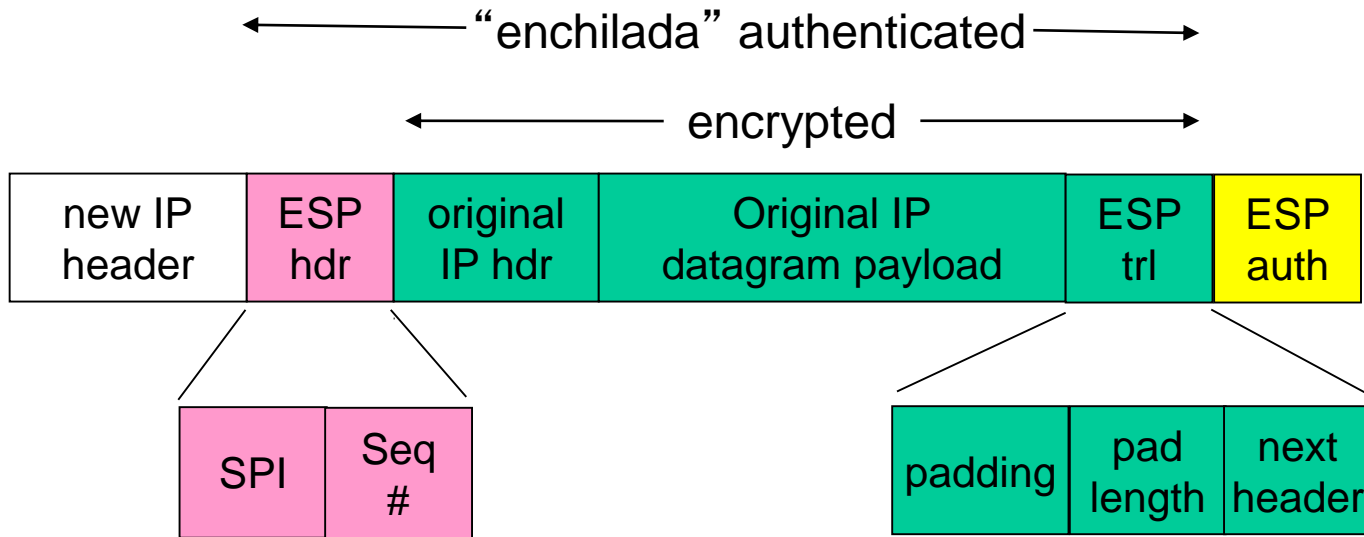 “enchilada” authenticated
encrypted
new IP
header
ESP
hdr
original
IP hdr
Original IP
datagram payload
ESP
trl
ESP
auth
SPI
Seq
#
padding
pad
length
next
header